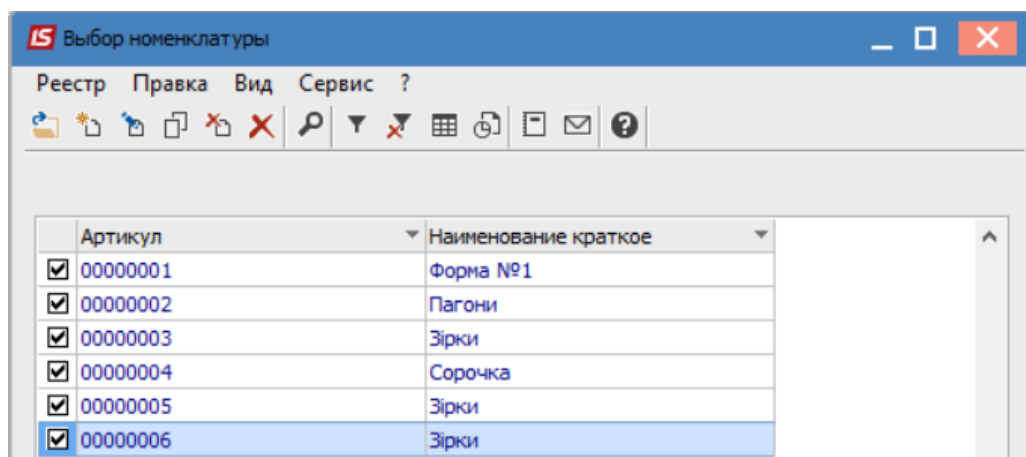 IS Выбор номенклатуры
Реестр Правка Вид Сервис ?
Артикул Наименование краткое
00000001 Форма №1
00000002 Пагони
00000003 Зірки
00000004 Сорочка
00000005 Зірки
00000006 Зірки